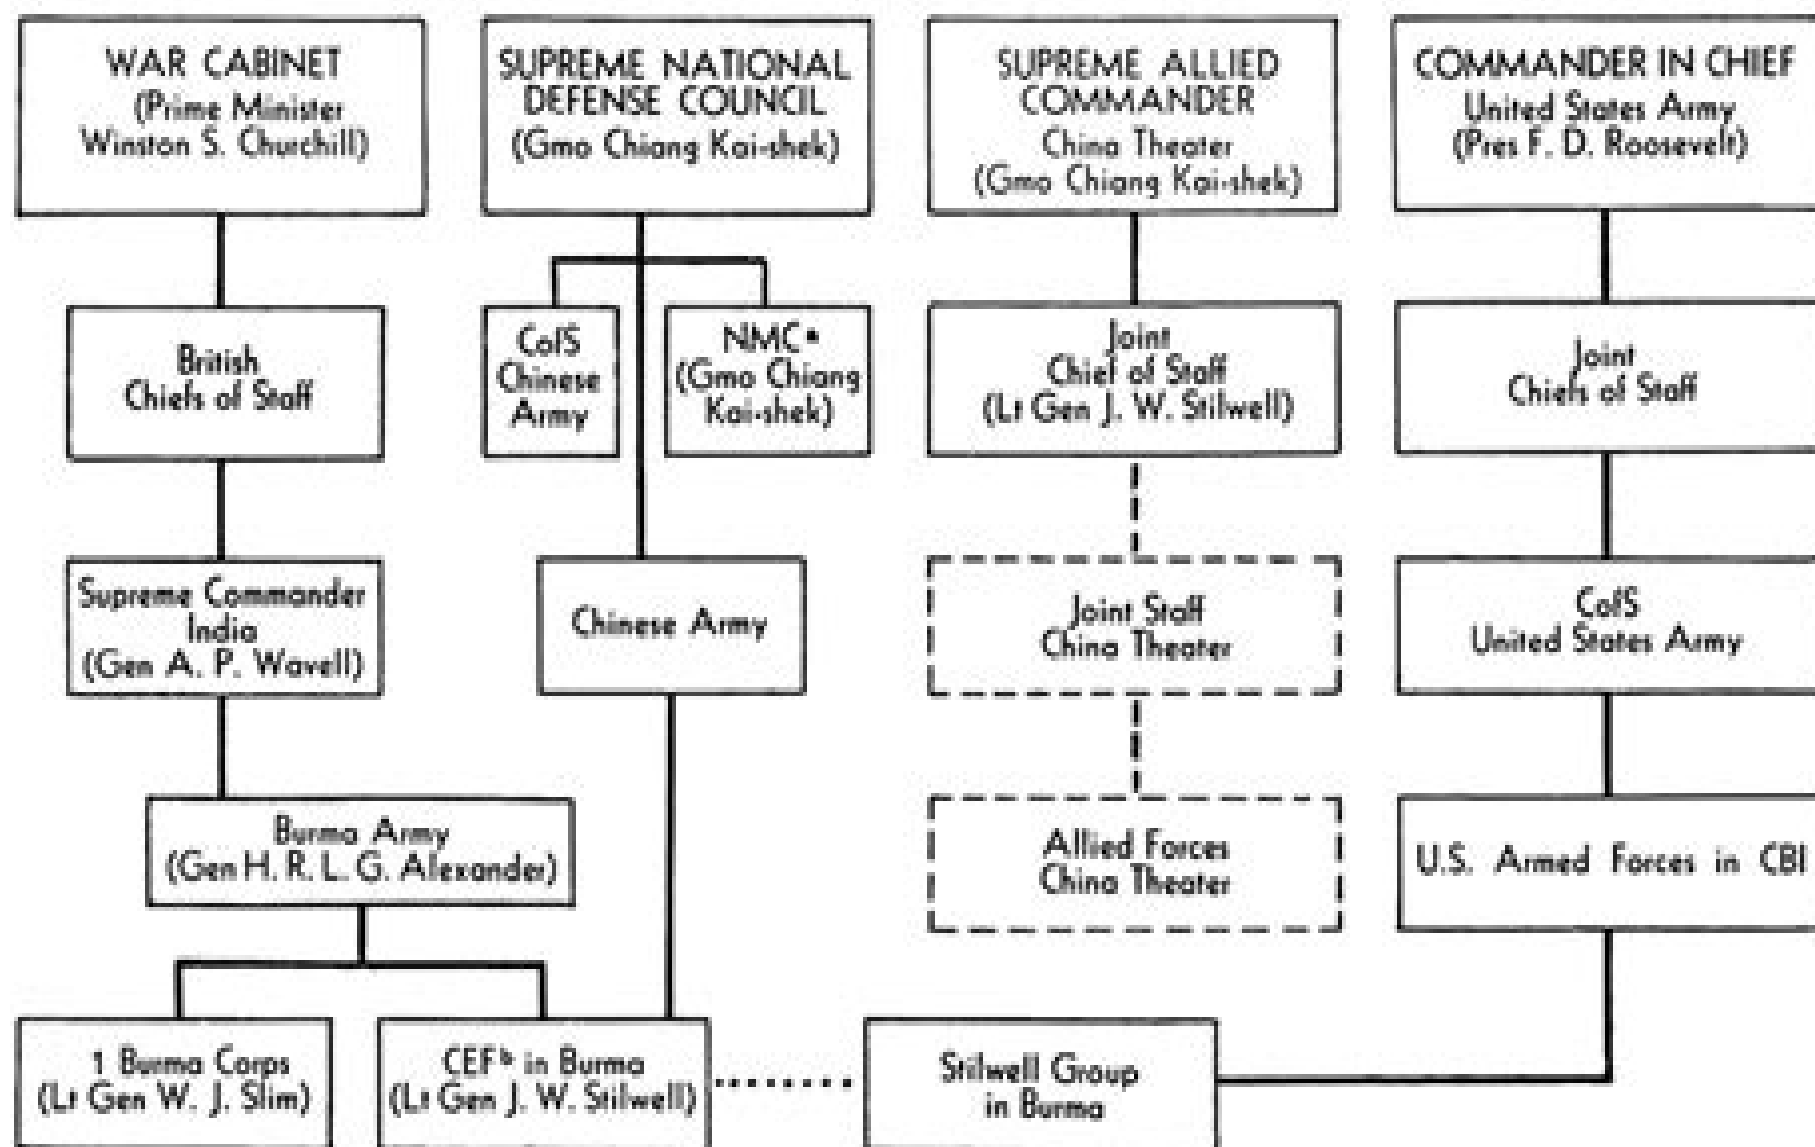 WAR CABINET
(Prime Minister
Winston S. Churchill)
SUPREME NATIONAL
DEFENSE COUNCIL
(Gmo Chiang Kai-shek)
SUPREME ALLIED
COMMANDER
China Theater
(Gmo Chiang Kai-shek)
COMMANDER IN CHIEF
United States Army
(Pres F. D. Roosevelt)
British
Chiefs of Staff
CofS
Chinese
Army
NMC a
(Gmo Chiang
Kai-shek)
Joint
Chief of Staff
(Lt Gen J. W. Stilwell)
Joint
Chiefs of Staff
Supreme Commander
India
(Gen A. P. Wavell)
Chinese Army
Joint Staff
China Theater
CofS
United States Army
Burma Army
(Gen H. R. L. G. Alexander)
Allied Forces
China Theater
U.S. Armed Forces in CBI
1 Burma Corps
(Lt Gen W. J. Slim)
CEF b in Burma
(Lt Gen J. W. Stilwell)
Stilwell Group
in Burma